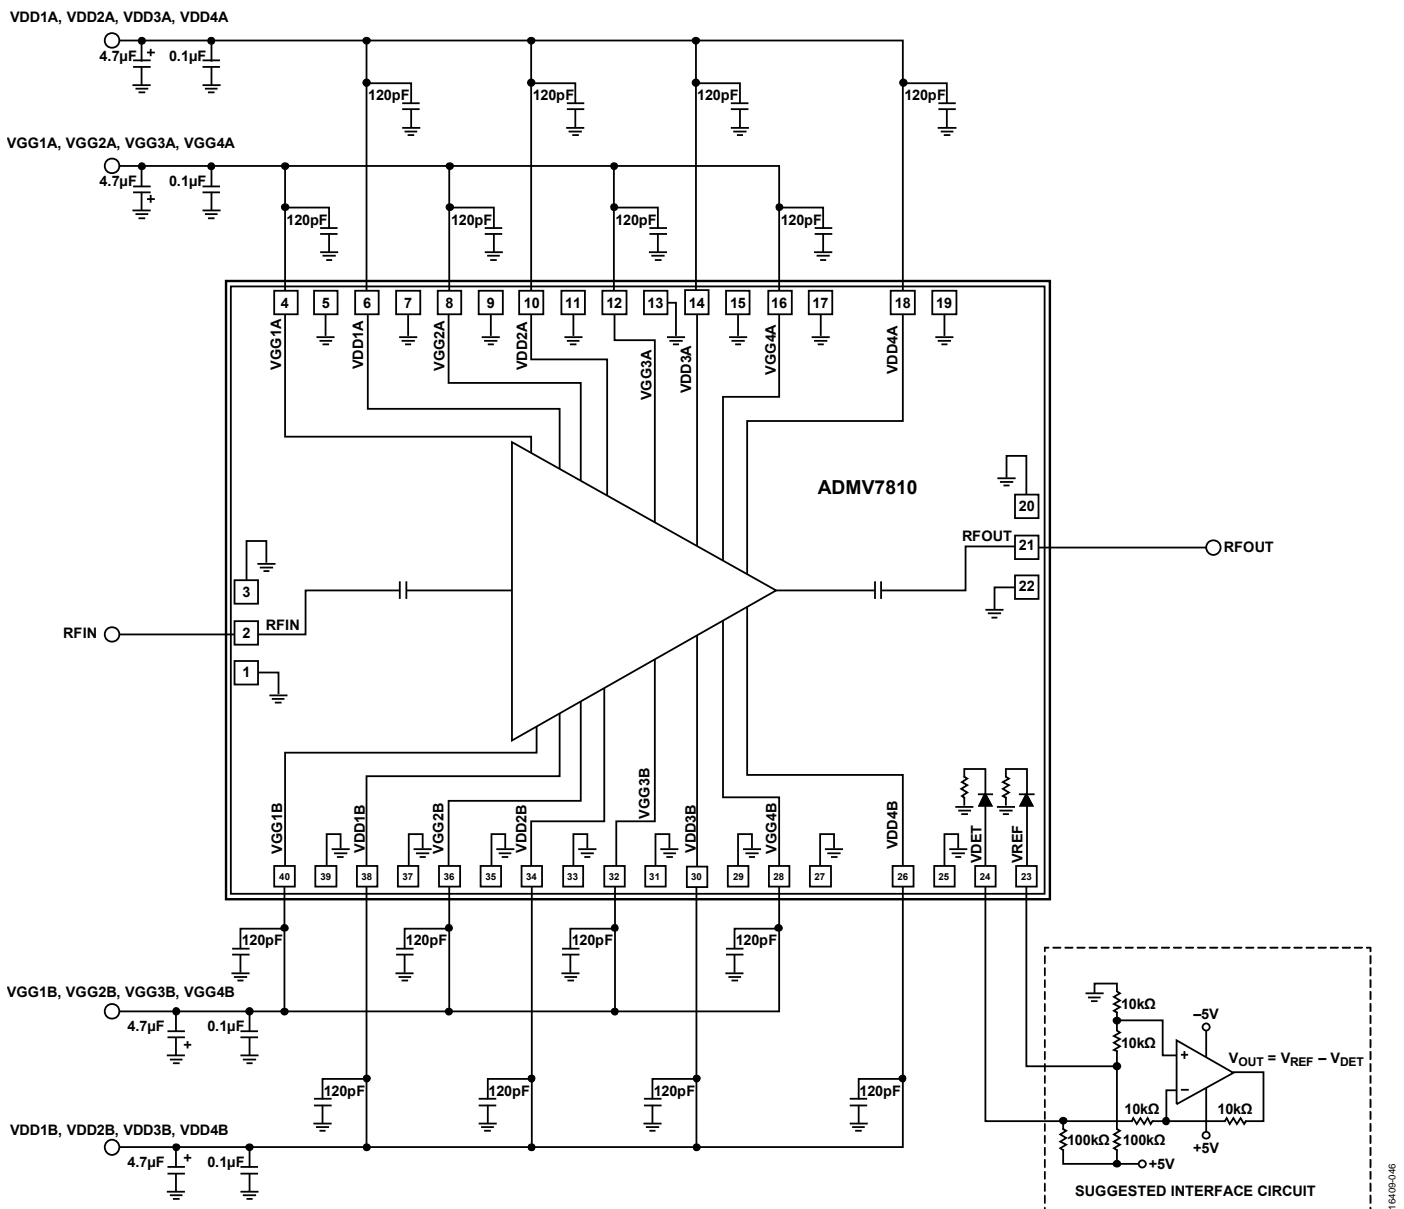 VDD1A, VDD2A, VDD3A, VDD4A
4.7µF + 0.1µF
120pF 120pF 120pF 120pF
VGG1A, VGG2A, VGG3A, VGG4A
4.7µF + 0.1µF
120pF 120pF 120pF 120pF
4 5 6 7 8 9 10 11 12 13 14 15 16 17 18 19
VGG1A VDD1A VGG2A VDD2A VGG3A VDD3A VGG4A VDD4A
ADMV7810
20
RFOUT 21 RFOUT
22
3
RFIN 2 RFIN
1
VGG1B VDD1B VGG2B VDD2B VGG3B VDD3B VGG4B VDD4B VDET VREF
40 39 38 37 36 35 34 33 32 31 30 29 28 27 26 25 24 23
120pF 120pF 120pF 120pF
VGG1B, VGG2B, VGG3B, VGG4B
4.7µF + 0.1µF
120pF 120pF 120pF 120pF
VDD1B, VDD2B, VDD3B, VDD4B
4.7µF + 0.1µF
10kΩ
–5V
10kΩ
+
VOUT = VREF – VDET
–
10kΩ 10kΩ
100kΩ 100kΩ +5V
+5V
SUGGESTED INTERFACE CIRCUIT
16409-046